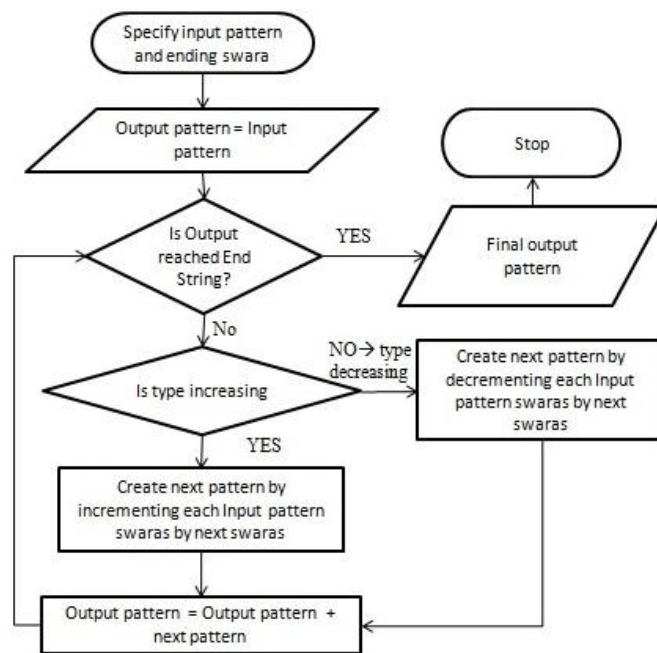 Specify input pattern
and ending swara
Output pattern = Input
pattern
Is Output
reached End
String?
YES
Final output
pattern
Stop
No
Is type increasing
NO → type
decreasing
Create next pattern by
decrementing each Input
pattern swaras by next
swaras
YES
Create next pattern by
incrementing each Input pattern
swaras by next swaras
Output pattern = Output pattern +
next pattern